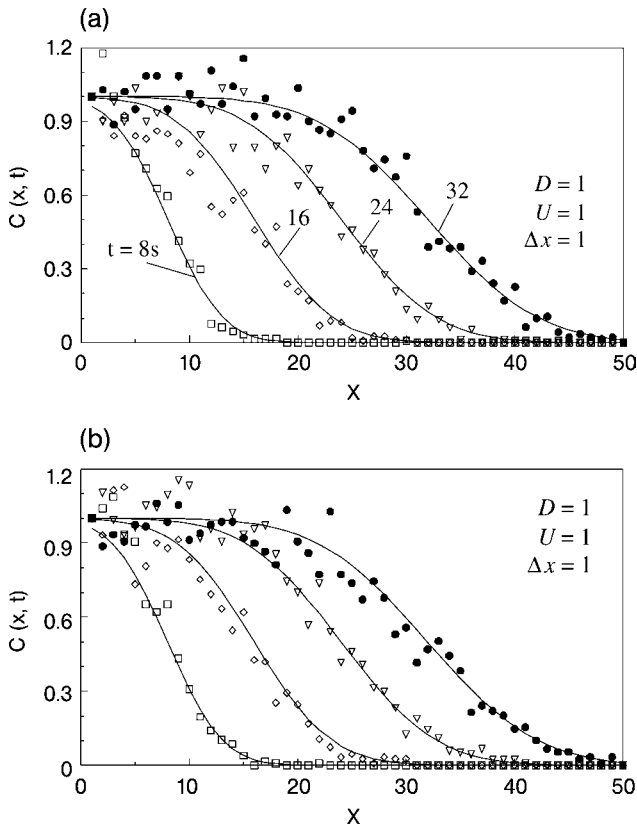 (a)
1.2
0.9
0.6
0.3
0
C (x, t)
t = 8s
16
24
32
D = 1
U = 1
Δx = 1
0 10 20 30 40 50
X
(b)
1.2
0.9
0.6
0.3
0
C (x, t)
D = 1
U = 1
Δx = 1
0 10 20 30 40 50
X